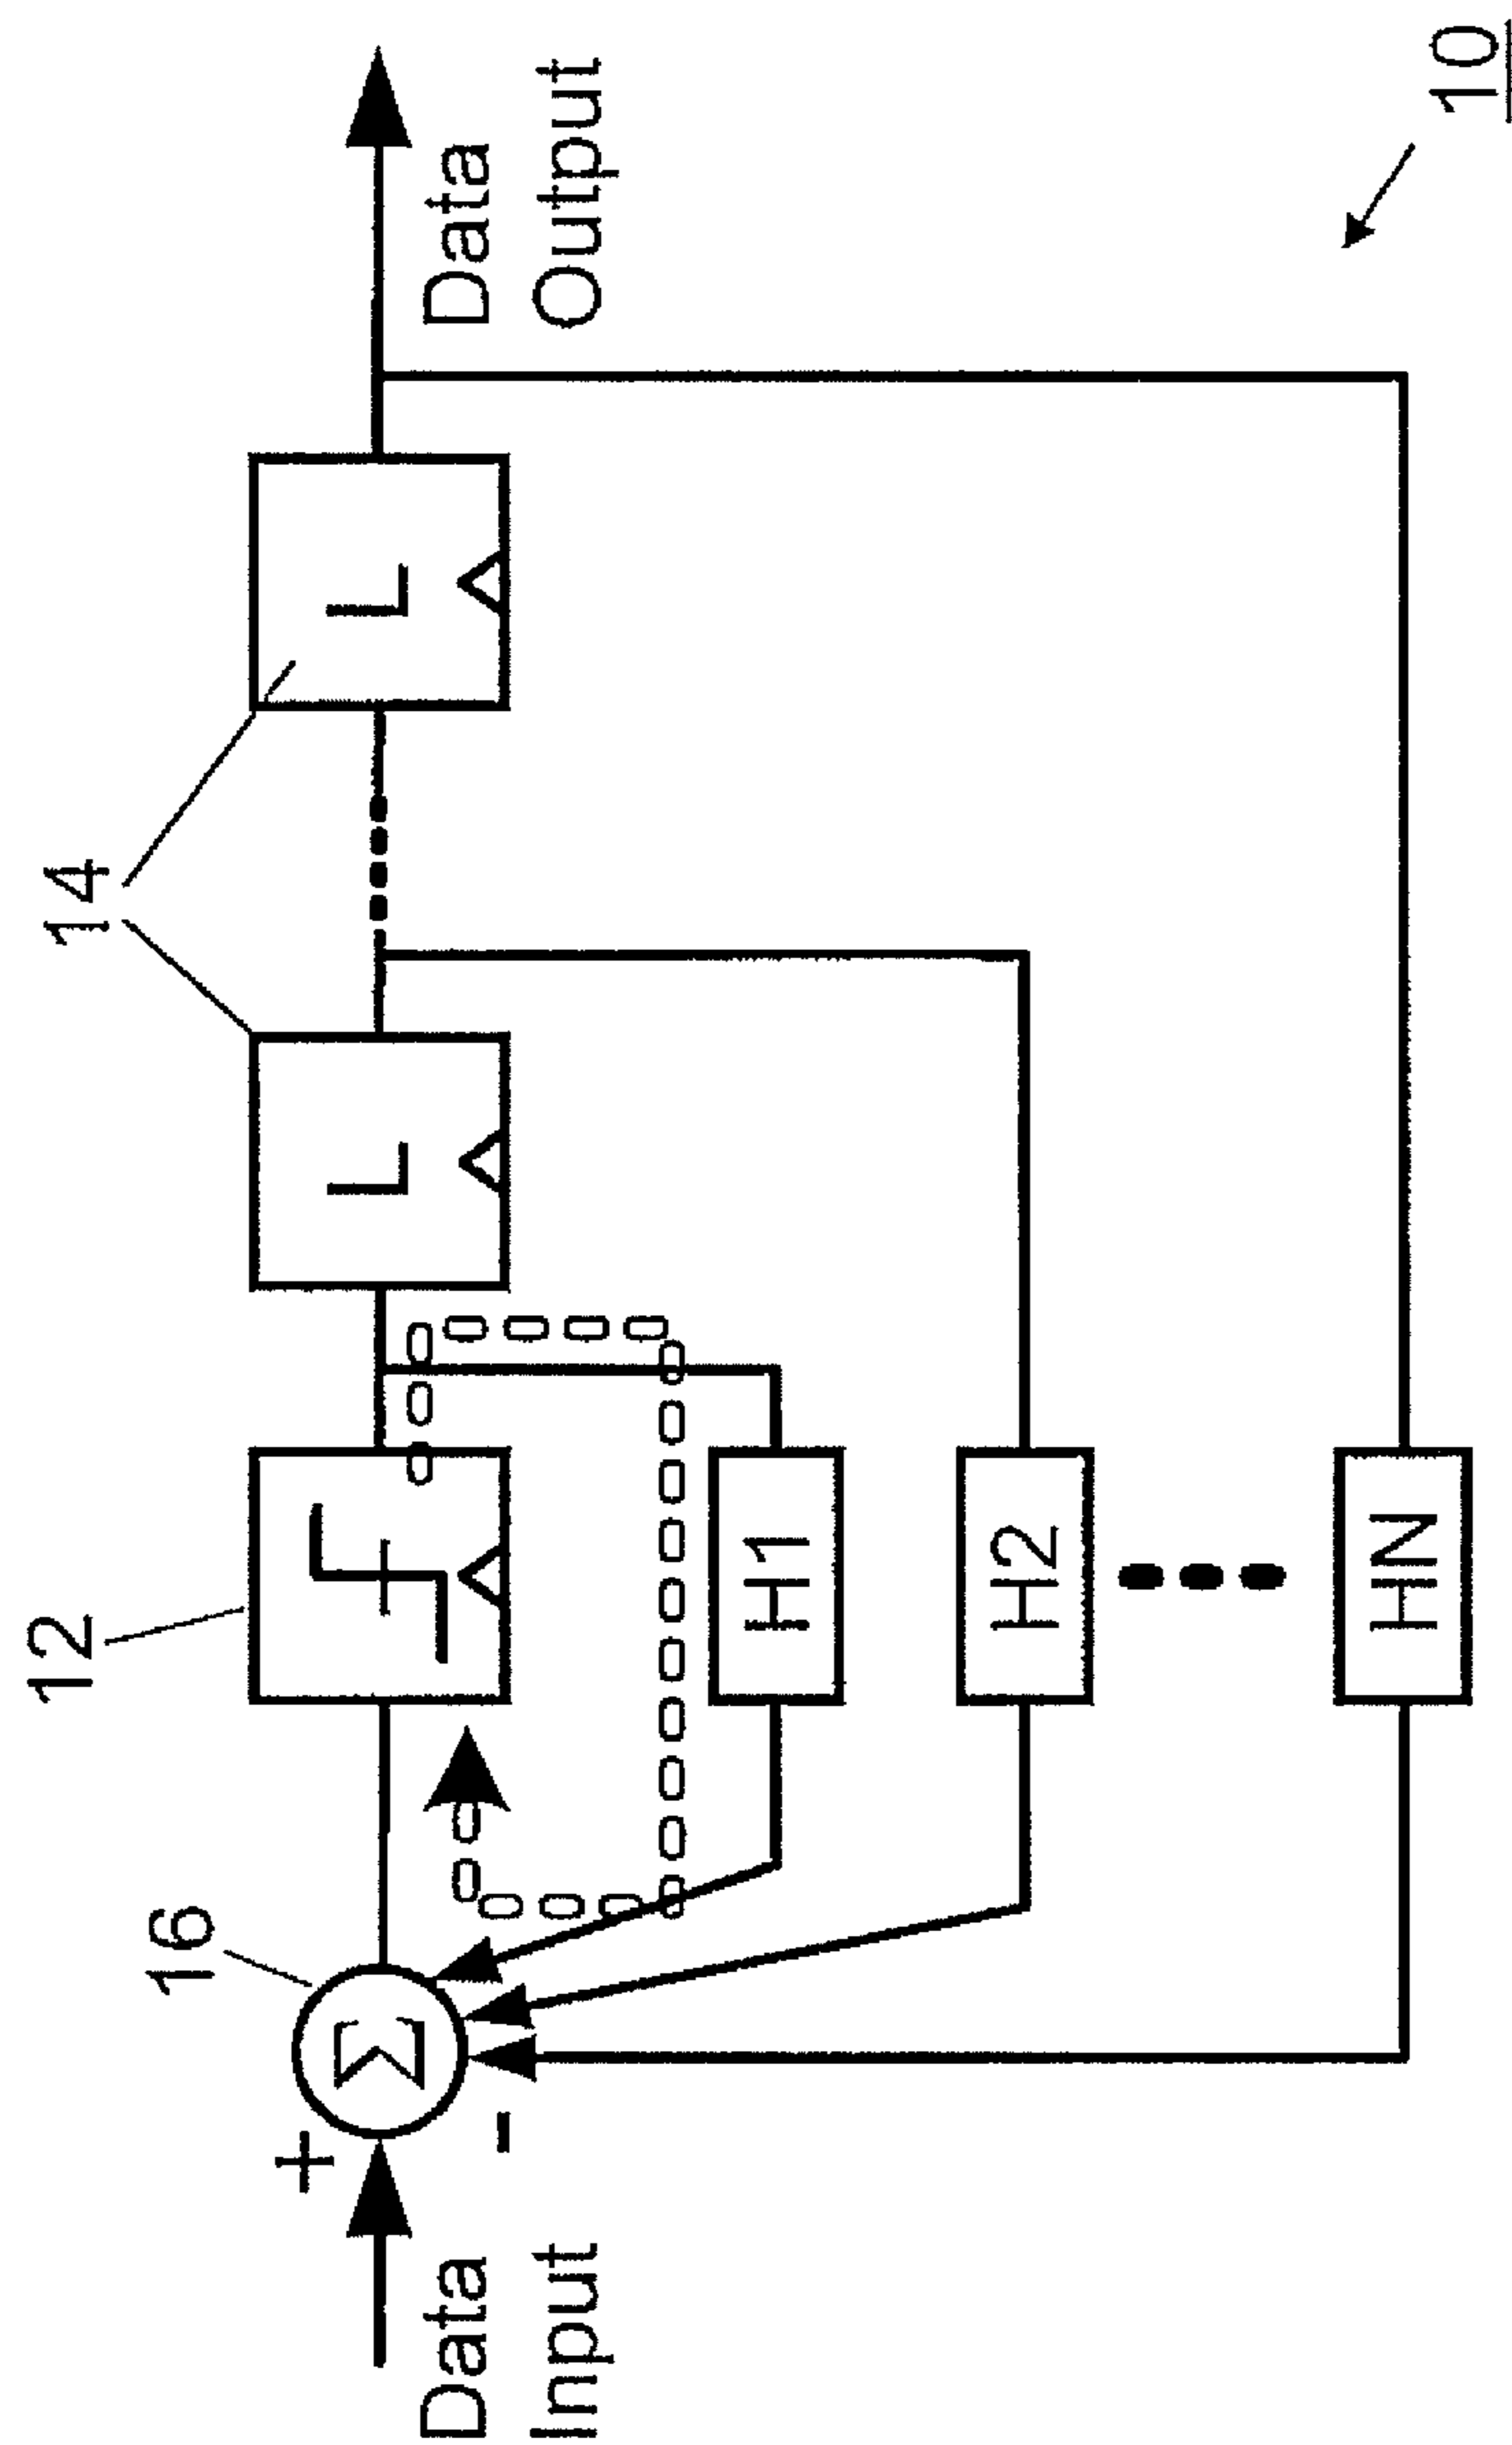 12
14
16
+
Σ
-
L
L
Data
Input
Data
Output
H1
H2
HN
10